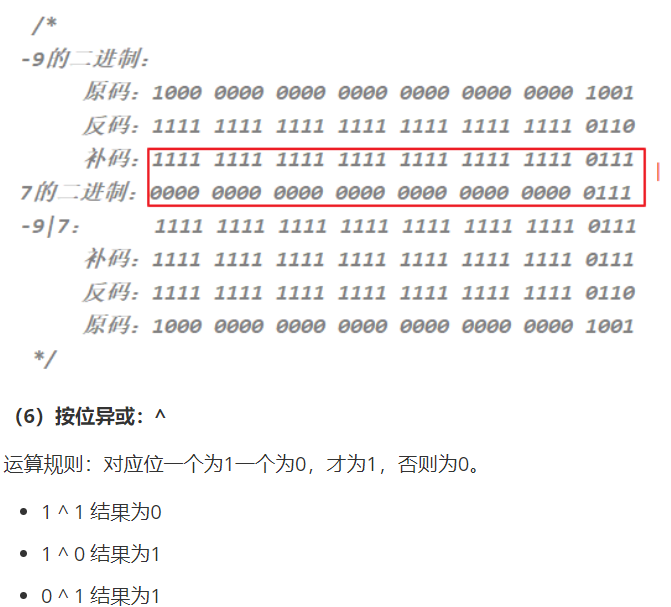 /*
-9的二进制:
原码: 1000 0000 0000 0000 0000 0000 0000 1001
反码: 1111 1111 1111 1111 1111 1111 1111 0110
补码: 1111 1111 1111 1111 1111 1111 1111 0111
7的二进制: 0000 0000 0000 0000 0000 0000 0000 0111
-9|7: 1111 1111 1111 1111 1111 1111 1111 0111
补码: 1111 1111 1111 1111 1111 1111 1111 0111
反码: 1111 1111 1111 1111 1111 1111 1111 0110
原码: 1000 0000 0000 0000 0000 0000 0000 1001
*/
（6）按位异或：^
运算规则：对应位一个为1一个为0，才为1，否则为0。
• 1 ^ 1 结果为0
• 1 ^ 0 结果为1
• 0 ^ 1 结果为1